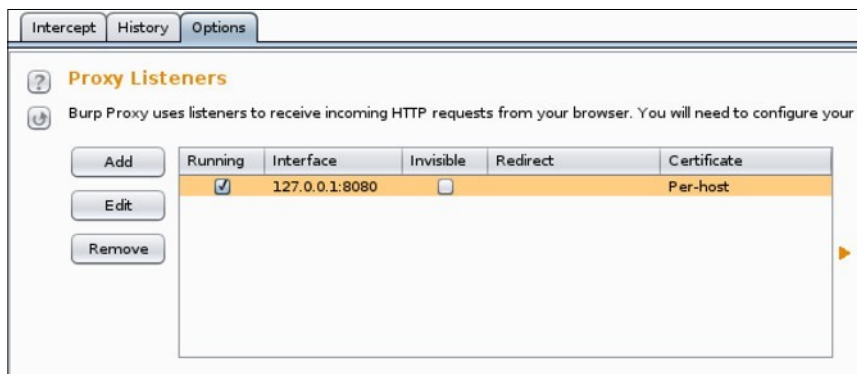 Intercept History Options
? Proxy Listeners
Burp Proxy uses listeners to receive incoming HTTP requests from your browser. You will need to configure your
Add
Edit
Remove
Running Interface Invisible Redirect Certificate
127.0.0.1:8080 Per-host